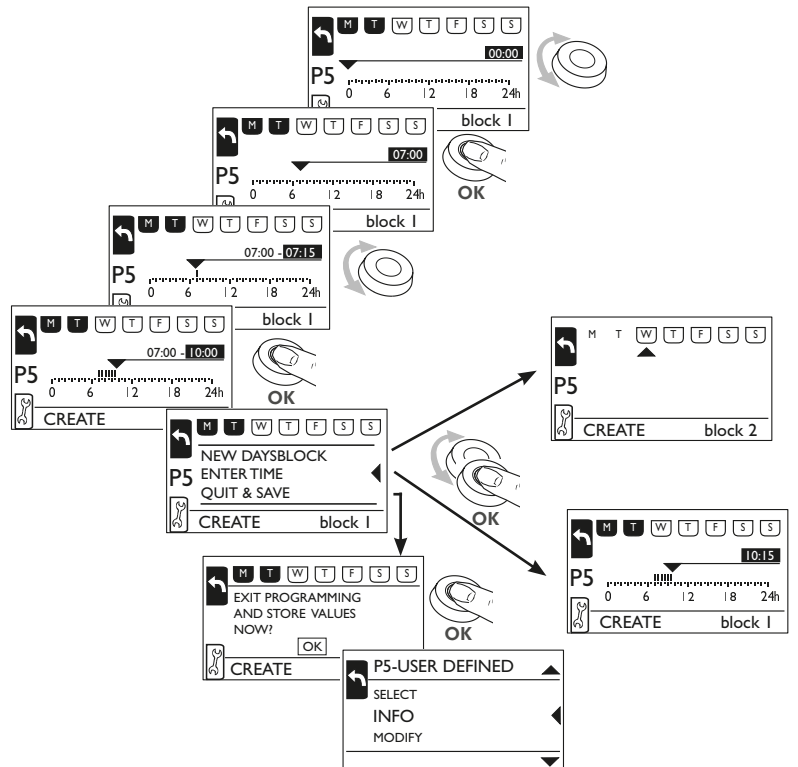 M T W T F S S
00:00
P5
0 6 12 18 24h
block 1
M T W T F S S
07:00
P5
0 6 12 18 24h
block 1
OK
M T W T F S S
07:00 - 07:15
P5
0 6 12 18 24h
block 1
M T W T F S S
07:00 - 10:00
P5
0 6 12 18 24h
CREATE
OK
M T W T F S S
NEW DAYSBLOCK
P5 ENTER TIME
QUIT & SAVE
CREATE block 1
OK
M T W T F S S
P5
CREATE block 2
M T W T F S S
10:15
P5
0 6 12 18 24h
CREATE block 1
M T W T F S S
EXIT PROGRAMMING
AND STORE VALUES
NOW?
OK
CREATE
OK
P5-USER DEFINED
SELECT
INFO
MODIFY